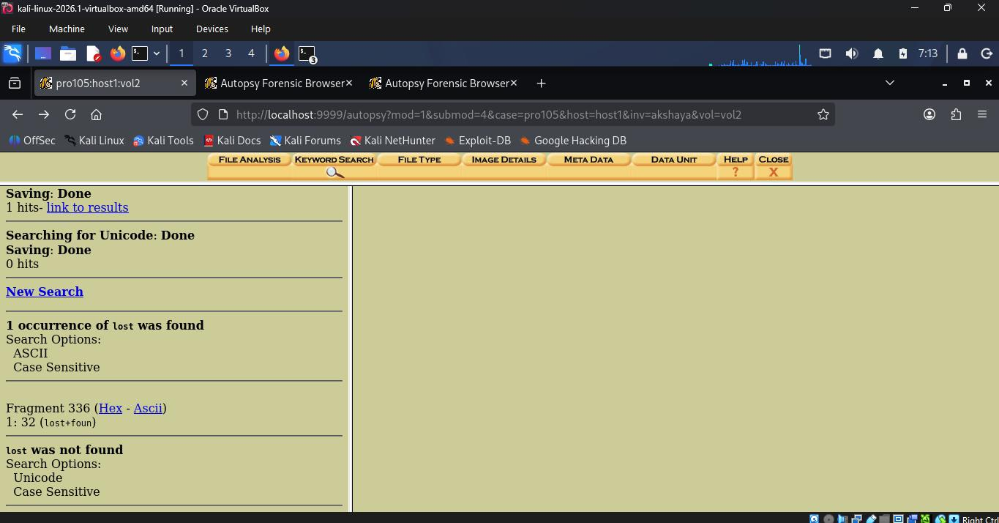 kali-linux-2026.1-virtualbox-amd64 [Running] - Oracle VirtualBox
File Machine View Input Devices Help
1 2 3 4 3 7:13
pro105:host1:vol2 Autopsy Forensic Browser Autopsy Forensic Browser
http://localhost:9999/autopsy?mod=1&submod=4&case=pro105&host=host1&inv=akshaya&vol=vol2
OffSec Kali Linux Kali Tools Kali Docs Kali Forums Kali NetHunter Exploit-DB Google Hacking DB
FILE ANALYSIS KEYWORD SEARCH FILE TYPE IMAGE DETAILS META DATA DATA UNIT HELP CLOSE
? X
Saving: Done
1 hits- link to results
Searching for Unicode: Done
Saving: Done
0 hits
New Search
1 occurrence of lost was found
Search Options:
ASCII
Case Sensitive
Fragment 336 (Hex - Ascii)
1: 32 (lost+foun)
lost was not found
Search Options:
Unicode
Case Sensitive
Right Ctrl